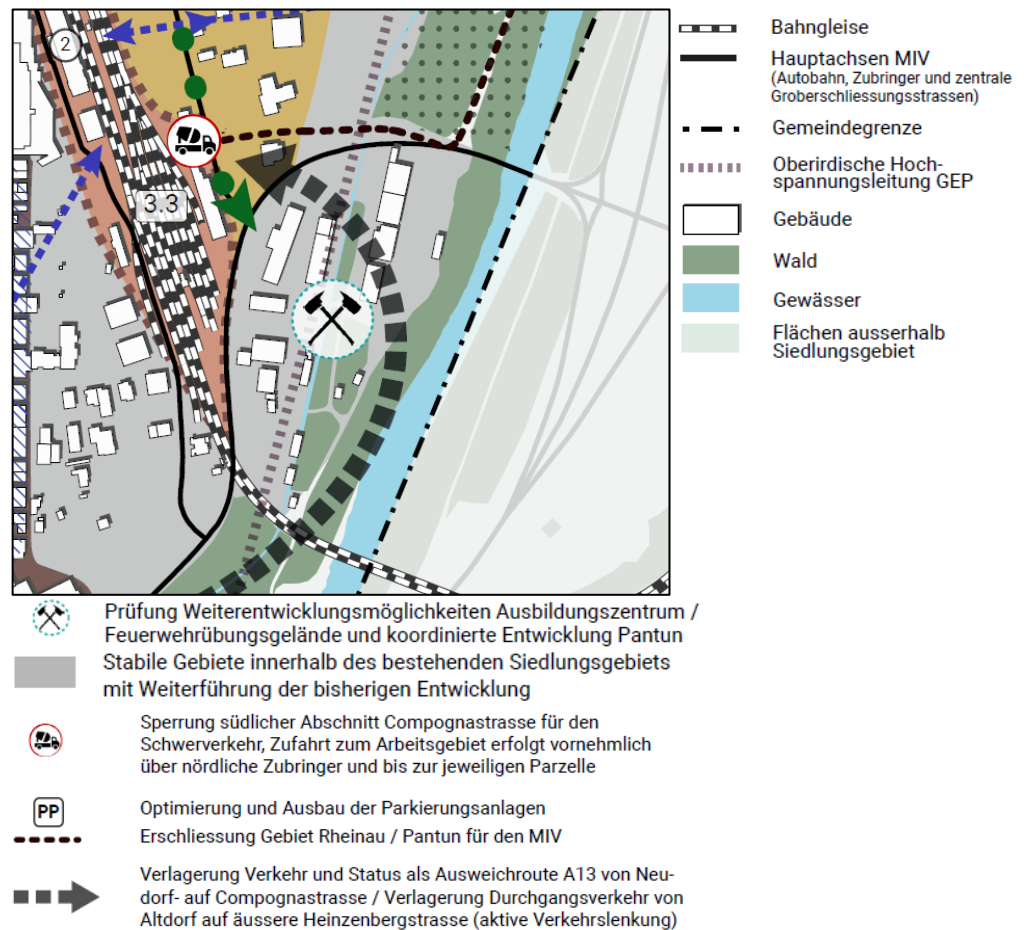 2
3.3
Bahngleise
Hauptachsen MIV
(Autobahn, Zubringer und zentrale
Groberschliessungsstrassen)
Gemeindegrenze
Oberirdische Hoch-
spannungsleitung GEP
Gebäude
Wald
Gewässer
Flächen ausserhalb
Siedlungsgebiet
Prüfung Weiterentwicklungsmöglichkeiten Ausbildungszentrum /
Feuerwehrübungsgelände und koordinierte Entwicklung Pantun
Stabile Gebiete innerhalb des bestehenden Siedlungsgebiets
mit Weiterführung der bisherigen Entwicklung
Sperrung südlicher Abschnitt Compognastrasse für den
Schwerverkehr, Zufahrt zum Arbeitsgebiet erfolgt vornehmlich
über nördliche Zubringer und bis zur jeweiligen Parzelle
PP Optimierung und Ausbau der Parkierungsanlagen
Erschliessung Gebiet Rheinau / Pantun für den MIV
Verlagerung Verkehr und Status als Ausweichroute A13 von Neu-
dorf- auf Compognastrasse / Verlagerung Durchgangsverkehr von
Altdorf auf äussere Heinzenbergstrasse (aktive Verkehrslenkung)